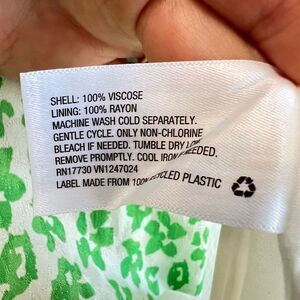 SHELL: 100% VISCOSE
LINING: 100% RAYON
MACHINE WASH COLD SEPARATELY.
GENTLE CYCLE. ONLY NON-CHLORINE
BLEACH IF NEEDED. TUMBLE DRY LOW.
REMOVE PROMPTLY. COOL IRON NEEDED.
RN17730 VN1247024
LABEL MADE FROM 100% RECYCLED PLASTIC